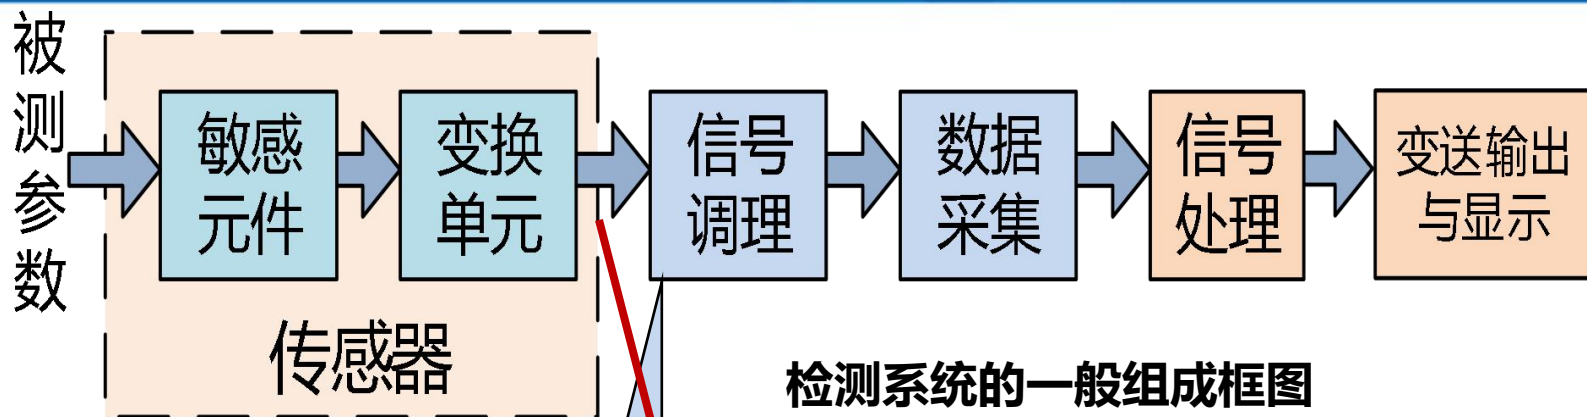 被测参数
敏感
元件
变换
单元
信号
调理
数据
采集
信号
处理
变送输出
与显示
传感器
检测系统的一般组成框图